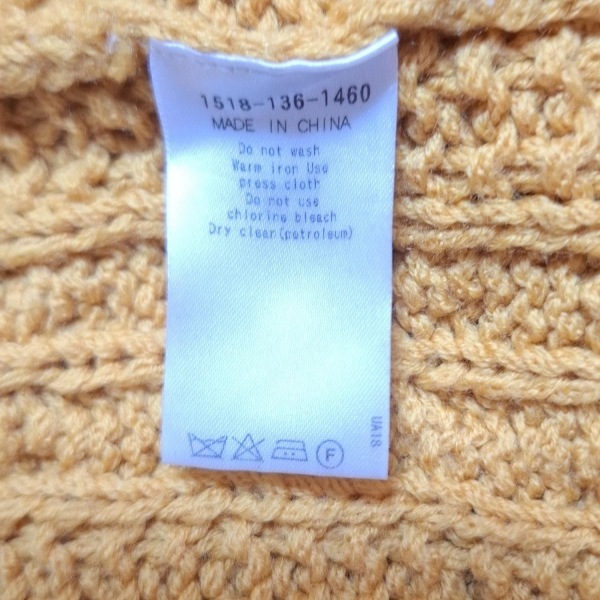 1518-136-1460
MADE IN CHINA
Do not wash
Warm iron Use
press cloth
Do not use
chlorine bleach
Dry clear(petroleum)
UA18
F